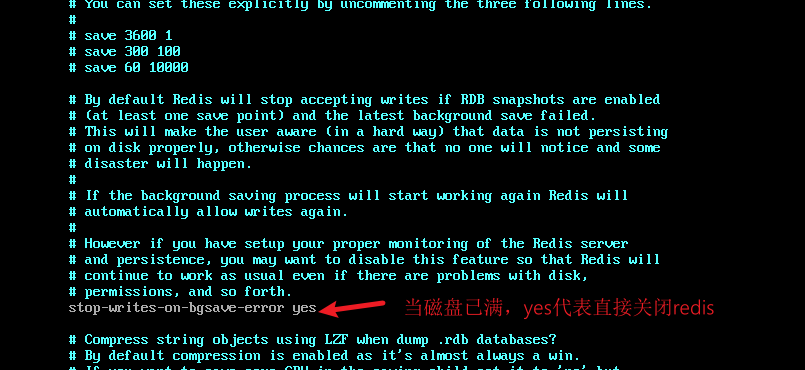 # You can set these explicitly by uncommenting the three following lines.
#
# save 3600 1
# save 300 100
# save 60 10000

# By default Redis will stop accepting writes if RDB snapshots are enabled
# (at least one save point) and the latest background save failed.
# This will make the user aware (in a hard way) that data is not persisting
# on disk properly, otherwise chances are that no one will notice and some
# disaster will happen.
#
# If the background saving process will start working again Redis will
# automatically allow writes again.
#
# However if you have setup your proper monitoring of the Redis server
# and persistence, you may want to disable this feature so that Redis will
# continue to work as usual even if there are problems with disk,
# permissions, and so forth.
stop-writes-on-bgsave-error yes 当磁盘已满，yes代表直接关闭redis

# Compress string objects using LZF when dump .rdb databases?
# By default compression is enabled as it's almost always a win.